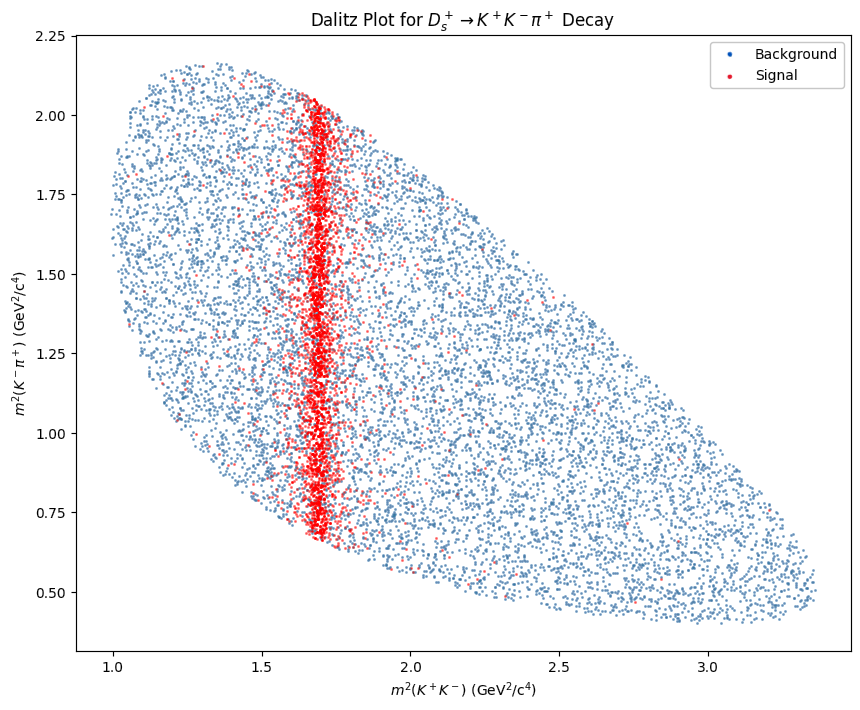 Dalitz Plot for $D_s^+ \rightarrow K^+K^-\pi^+$ Decay
Background
Signal
2.25
2.00
1.75
1.50
1.25
1.00
0.75
0.50
$m^2(K^-\pi^+)$ (GeV$^2$/c$^4$)
1.0 1.5 2.0 2.5 3.0
$m^2(K^+K^-)$ (GeV$^2$/c$^4$)